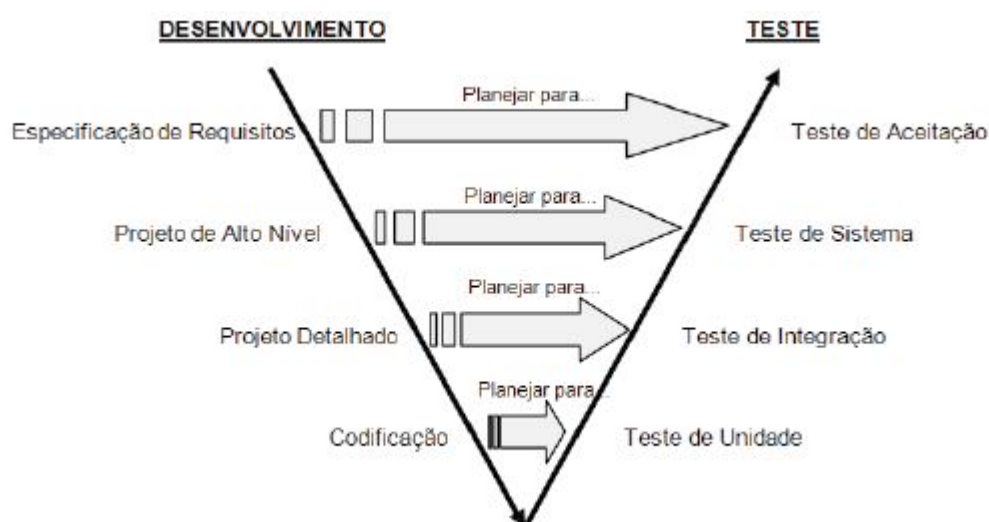 DESENVOLVIMENTO
TESTE
Planejar para...
Especificação de Requisitos
Teste de Aceitação
Planejar para...
Projeto de Alto Nível
Teste de Sistema
Planejar para...
Projeto Detalhado
Teste de Integração
Planejar para...
Codificação
Teste de Unidade